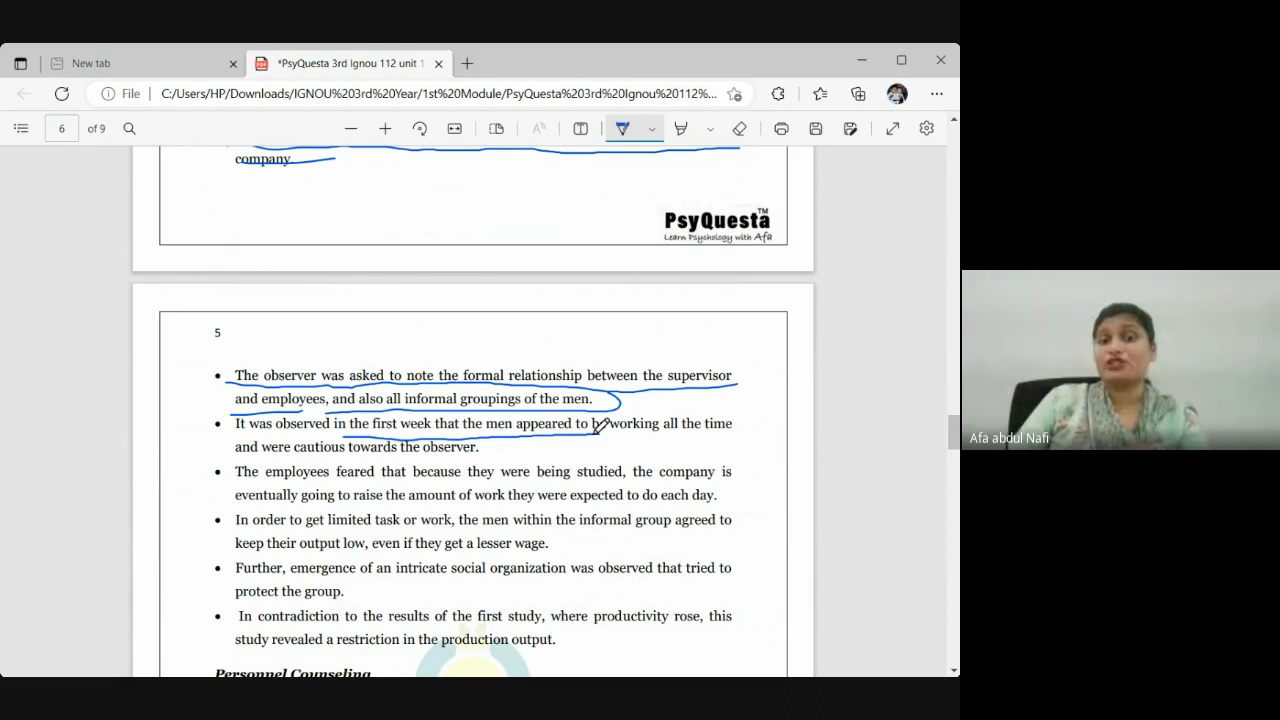 New tab
*PsyQuesta 3rd Ignou 112 unit 1
File
C:/Users/HP/Downloads/IGNOU%203rd%20Year/1st%20Module/PsyQuesta%203rd%20Ignou%20112%...
6 of 9
company.
PsyQuesta™
Learn Psychology with Afa
5
• The observer was asked to note the formal relationship between the supervisor
and employees, and also all informal groupings of the men.
• It was observed in the first week that the men appeared to b working all the time
and were cautious towards the observer.
• The employees feared that because they were being studied, the company is
eventually going to raise the amount of work they were expected to do each day.
• In order to get limited task or work, the men within the informal group agreed to
keep their output low, even if they get a lesser wage.
• Further, emergence of an intricate social organization was observed that tried to
protect the group.
• In contradiction to the results of the first study, where productivity rose, this
study revealed a restriction in the production output.
Personnel Counseling
Afa abdul Nafi